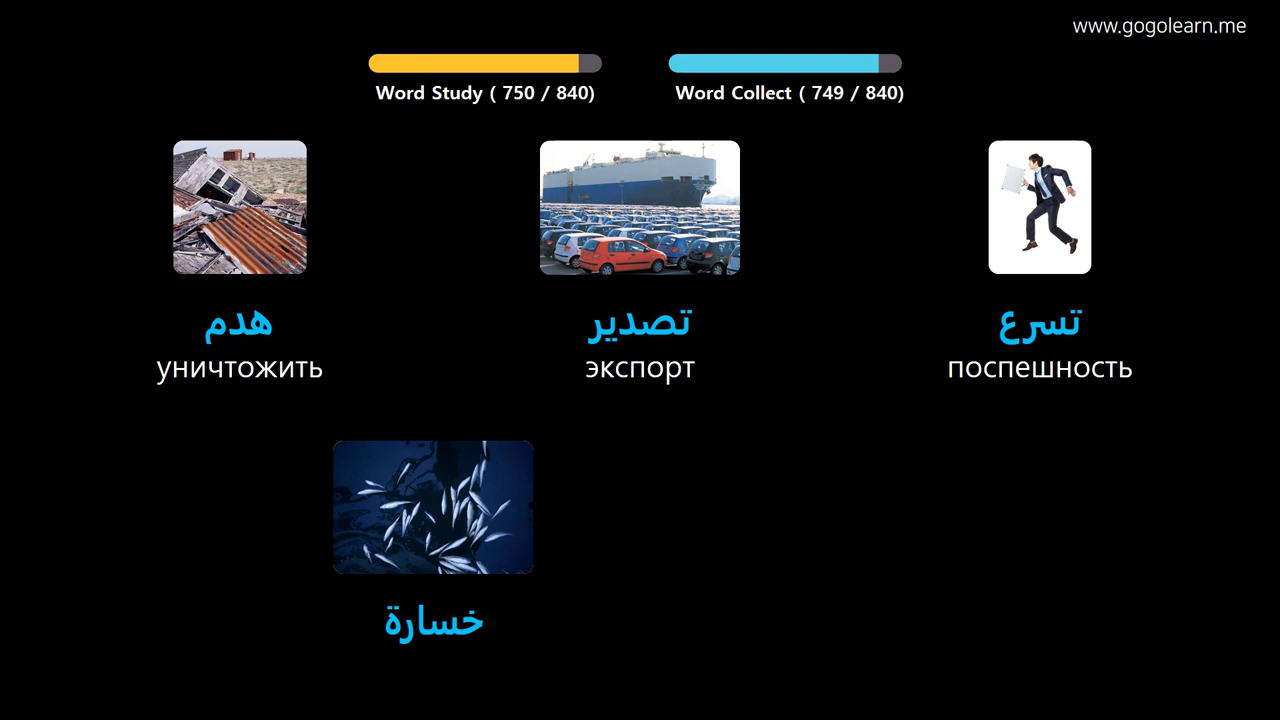 www.gogolearn.me
Word Study ( 750 / 840)
Word Collect ( 749 / 840)
هدم
уничтожить
تصدير
экспорт
تسرع
поспешность
خسارة